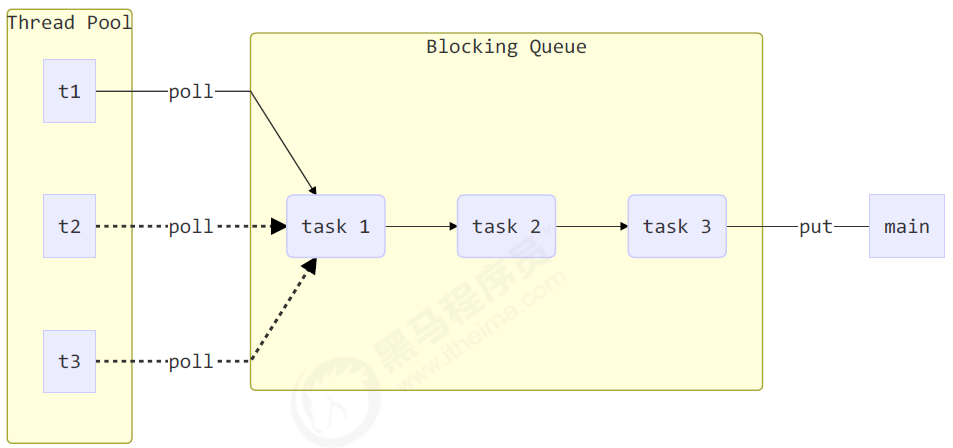 Thread Pool
Blocking Queue
t1
poll
t2
poll
task 1
task 2
task 3
put
main
t3
poll
黑马程序员
www.itheima.com